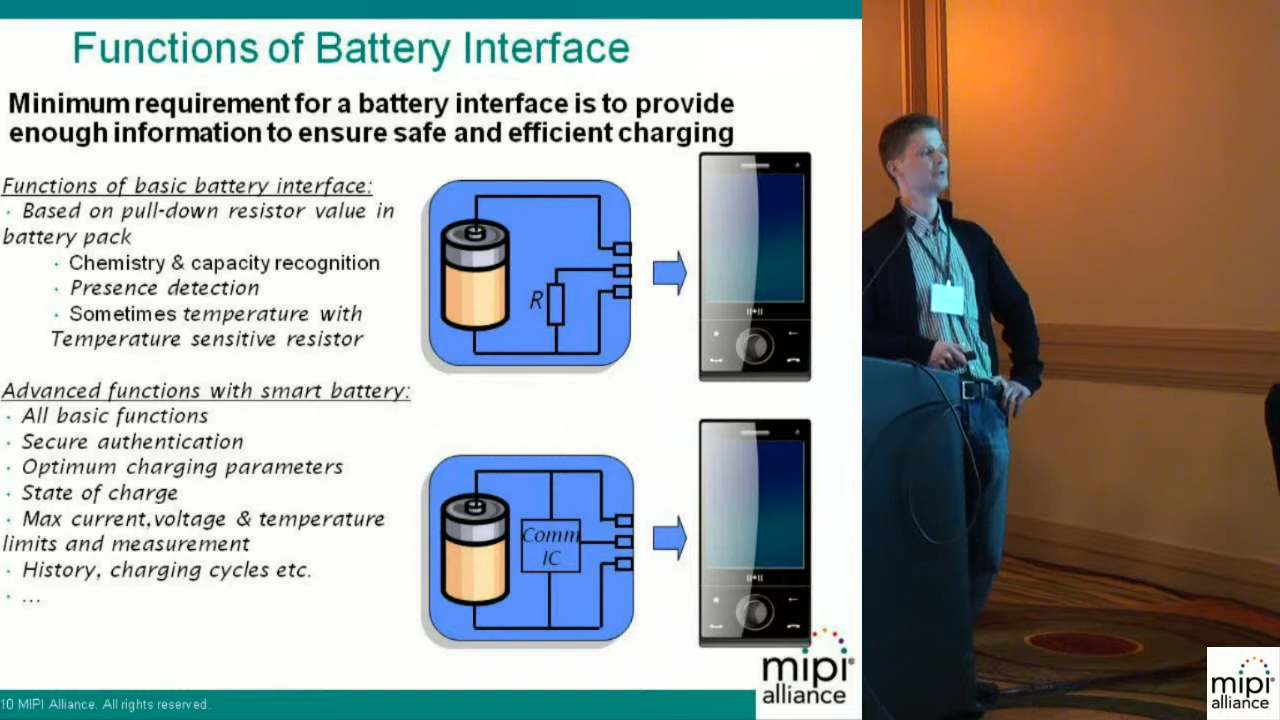 Functions of Battery Interface
Minimum requirement for a battery interface is to provide
enough information to ensure safe and efficient charging
Functions of basic battery interface:
· Based on pull-down resistor value in
battery pack
· Chemistry & capacity recognition
· Presence detection
· Sometimes temperature with
Temperature sensitive resistor
R
Advanced functions with smart battery:
· All basic functions
· Secure authentication
· Optimum charging parameters
· State of charge
· Max current,voltage & temperature
limits and measurement
· History, charging cycles etc.
· ...
Comm
IC
mipi®
alliance
10 MIPI Alliance. All rights reserved.
mipi®
alliance